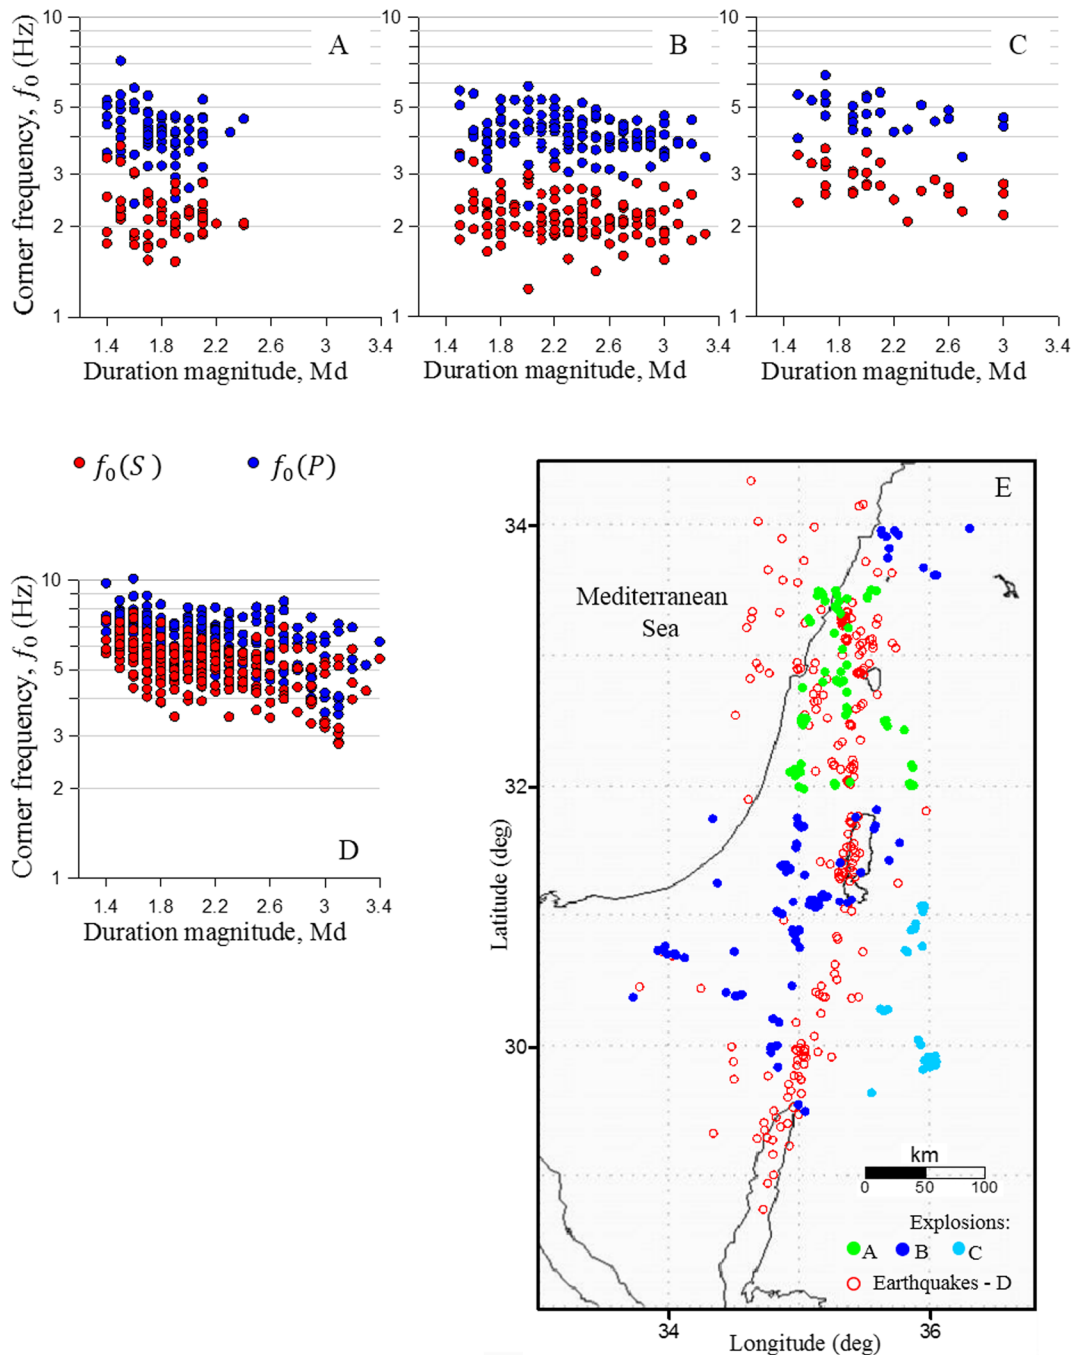 Corner frequency, f₀ (Hz)
10
5
3
2
1
A
1.4 1.8 2.2 2.6 3 3.4
Duration magnitude, Md
10
5
3
2
1
B
1.4 1.8 2.2 2.6 3 3.4
Duration magnitude, Md
10
5
3
2
1
C
1.4 1.8 2.2 2.6 3 3.4
Duration magnitude, Md
f₀(S) f₀(P)
Corner frequency, f₀ (Hz)
10
5
3
2
1
D
1.4 1.8 2.2 2.6 3 3.4
Duration magnitude, Md
E
Mediterranean
Sea
Latitude (deg)
34
32
30
km
0 50 100
Explosions:
A B C
Earthquakes - D
34 36
Longitude (deg)